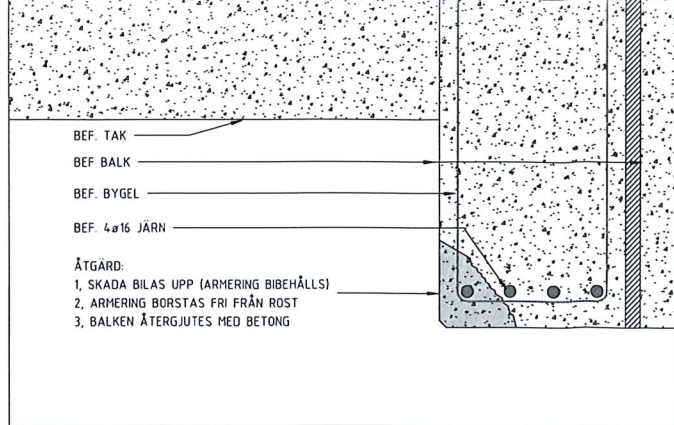 BEF. TAK
BEF BALK
BEF. BYGEL
BEF. 4ø16 JÄRN
ÅTGÄRD:
1, SKADA BILAS UPP (ARMERING BIBEHÅLLS)
2, ARMERING BORSTAS FRI FRÅN ROST
3, BALKEN ÅTERGJUTES MED BETONG